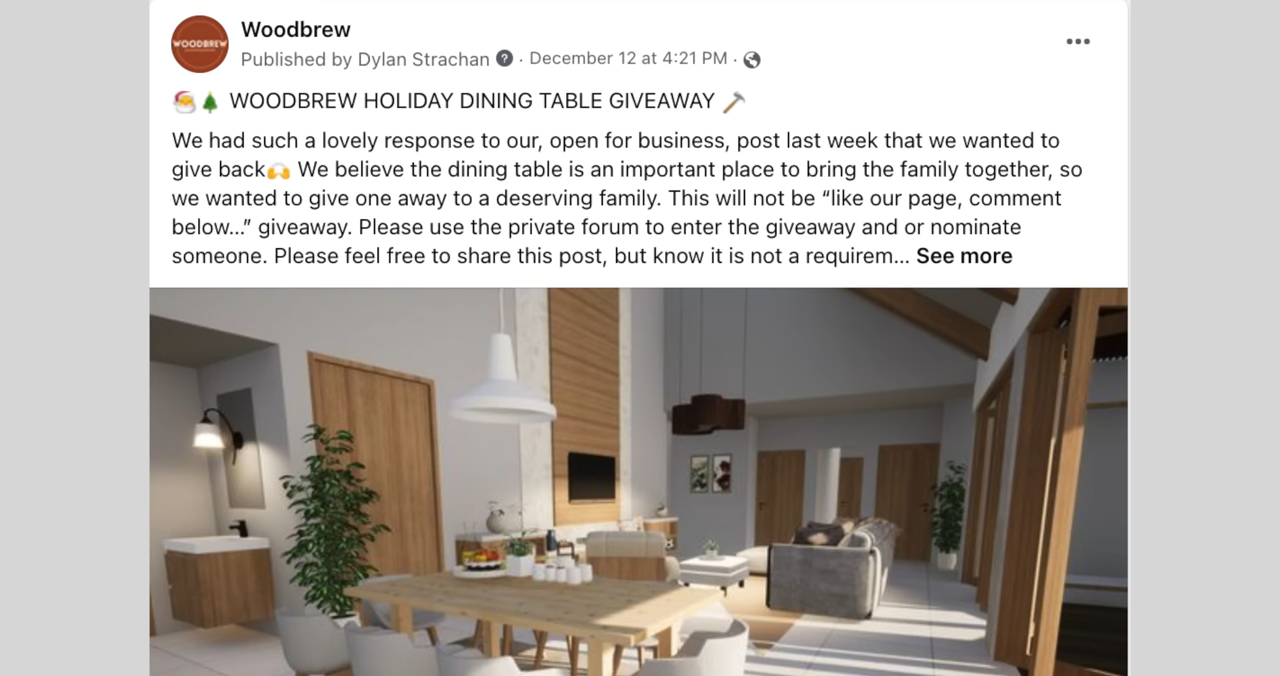 WOODBREW
Woodbrew
Published by Dylan Strachan ? · December 12 at 4:21 PM ·
🎅🎄 WOODBREW HOLIDAY DINING TABLE GIVEAWAY 🔨
We had such a lovely response to our, open for business, post last week that we wanted to
give back🙌 We believe the dining table is an important place to bring the family together, so
we wanted to give one away to a deserving family. This will not be “like our page, comment
below...” giveaway. Please use the private forum to enter the giveaway and or nominate
someone. Please feel free to share this post, but know it is not a requirem... See more